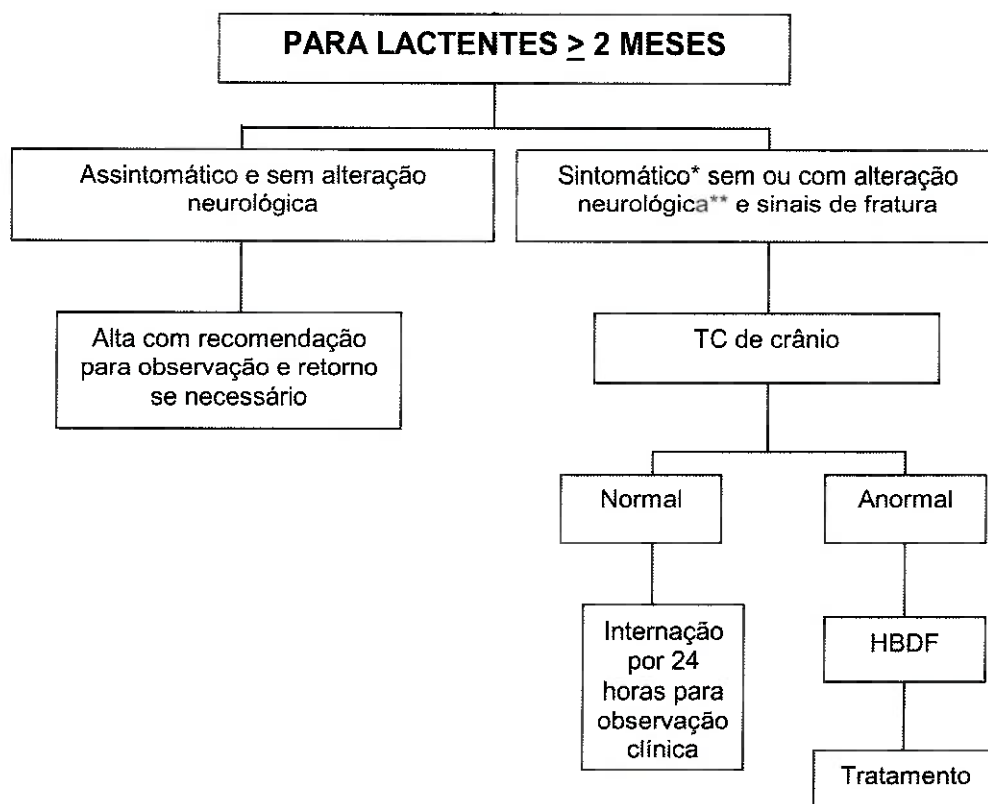 PARA LACTENTES ≥ 2 MESES
Assintomático e sem alteração
neurológica
Sintomático* sem ou com alteração
neurológica** e sinais de fratura
Alta com recomendação
para observação e retorno
se necessário
TC de crânio
Normal
Anormal
Internação
por 24
horas para
observação
clínica
HBDF
Tratamento